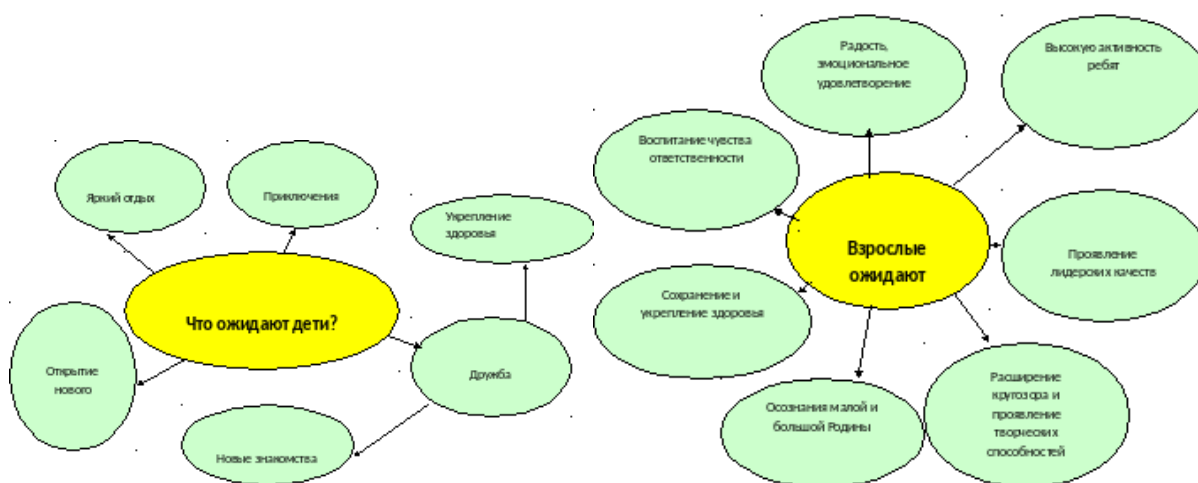 Яркий отдых
Приключения
Укрепление
здоровья
Что ожидают дети?
Открытие
нового
Дружба
Новые знакомства
Радость,
эмоциональное
удовлетворение
Высокую активность
ребят
Воспитание чувства
ответственности
Взрослые
ожидают
Проявление
лидерских качеств
Сохранение и
укрепление здоровья
Осознания малой и
большой Родины
Расширение
кругозора и
проявление
творческих
способностей